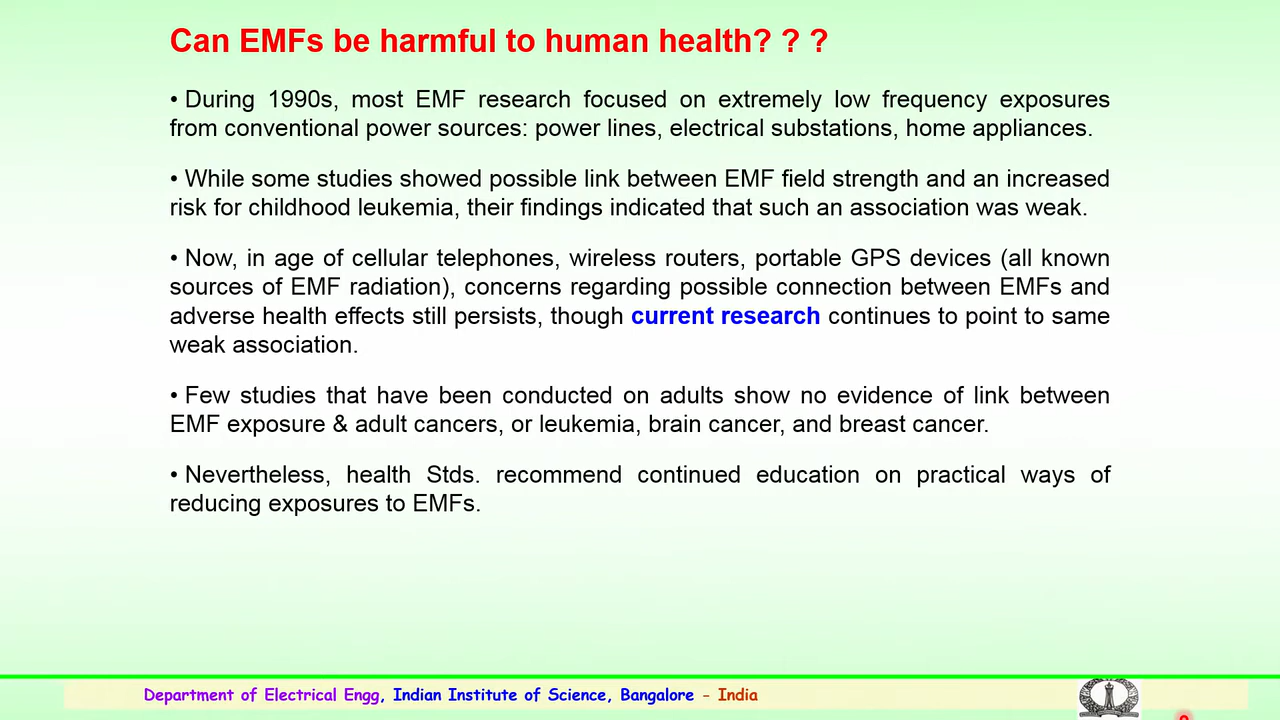 Can EMFs be harmful to human health? ? ?
• During 1990s, most EMF research focused on extremely low frequency exposures
from conventional power sources: power lines, electrical substations, home appliances.
• While some studies showed possible link between EMF field strength and an increased
risk for childhood leukemia, their findings indicated that such an association was weak.
• Now, in age of cellular telephones, wireless routers, portable GPS devices (all known
sources of EMF radiation), concerns regarding possible connection between EMFs and
adverse health effects still persists, though current research continues to point to same
weak association.
• Few studies that have been conducted on adults show no evidence of link between
EMF exposure & adult cancers, or leukemia, brain cancer, and breast cancer.
• Nevertheless, health Stds. recommend continued education on practical ways of
reducing exposures to EMFs.
Department of Electrical Engg, Indian Institute of Science, Bangalore - India